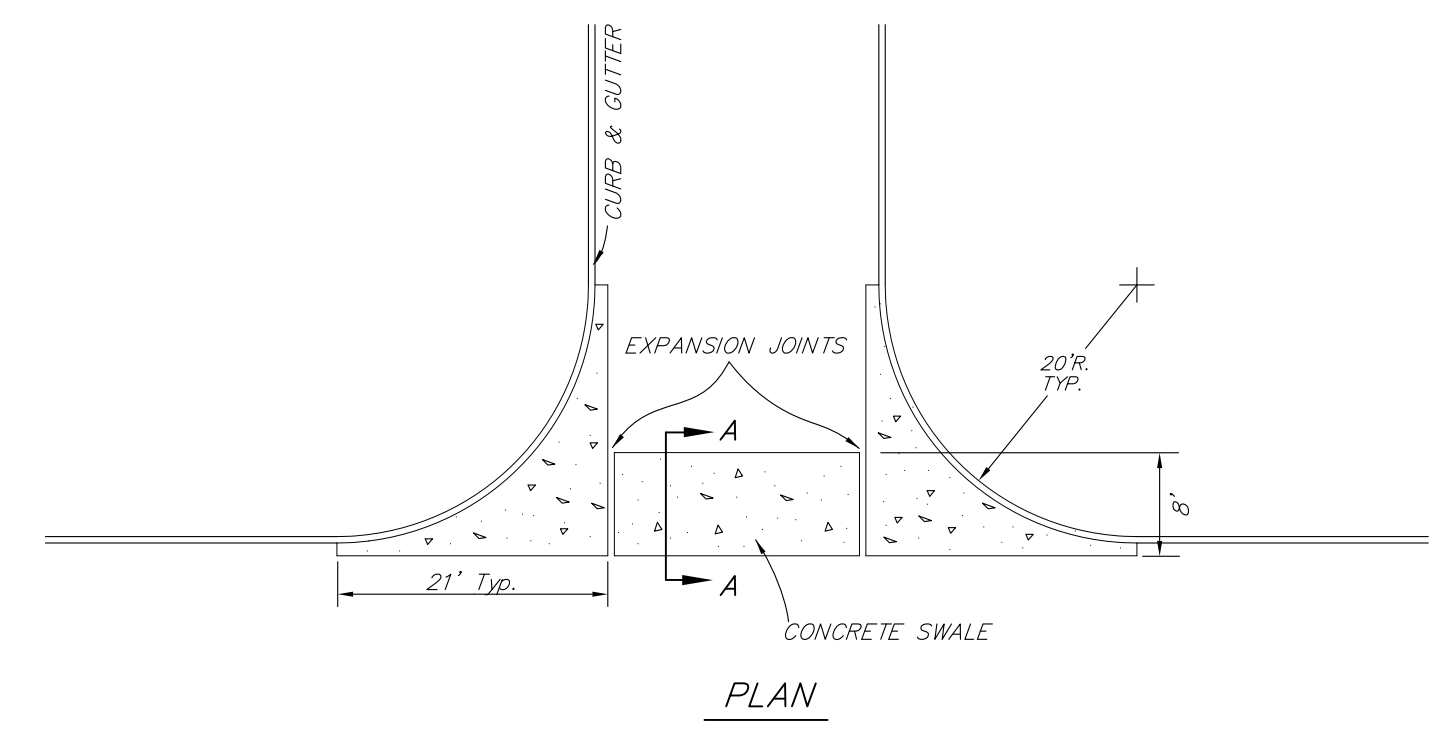 CURB & GUTTER
EXPANSION JOINTS
20'R.
TYP.
A
8'
A
21' Typ.
CONCRETE SWALE
PLAN